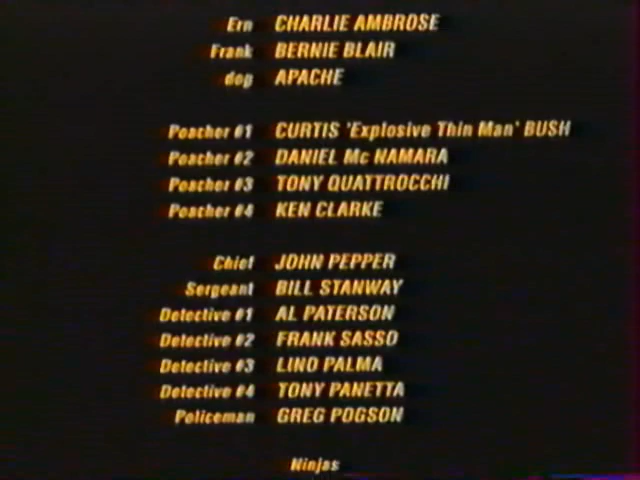 Ern CHARLIE AMBROSE
Frank BERNIE BLAIR
dog APACHE
Poacher #1 CURTIS 'Explosive Thin Man' BUSH
Poacher #2 DANIEL Mc NAMARA
Poacher #3 TONY QUATTROCCHI
Poacher #4 KEN CLARKE
Chief JOHN PEPPER
Sergeant BILL STANWAY
Detective #1 AL PATERSON
Detective #2 FRANK SASSO
Detective #3 LINO PALMA
Detective #4 TONY PANETTA
Policeman GREG POGSON
Ninjas